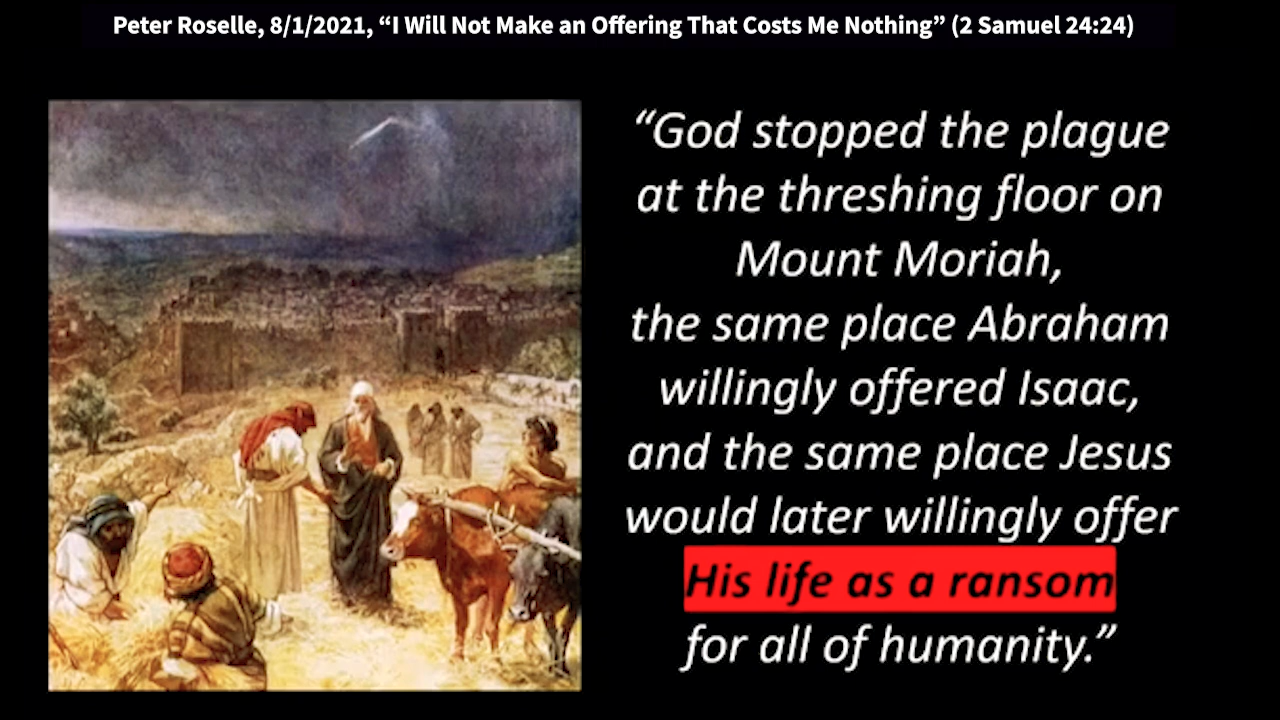 Peter Roselle, 8/1/2021, “I Will Not Make an Offering That Costs Me Nothing” (2 Samuel 24:24)
“God stopped the plague
at the threshing floor on
Mount Moriah,
the same place Abraham
willingly offered Isaac,
and the same place Jesus
would later willingly offer
His life as a ransom
for all of humanity.”